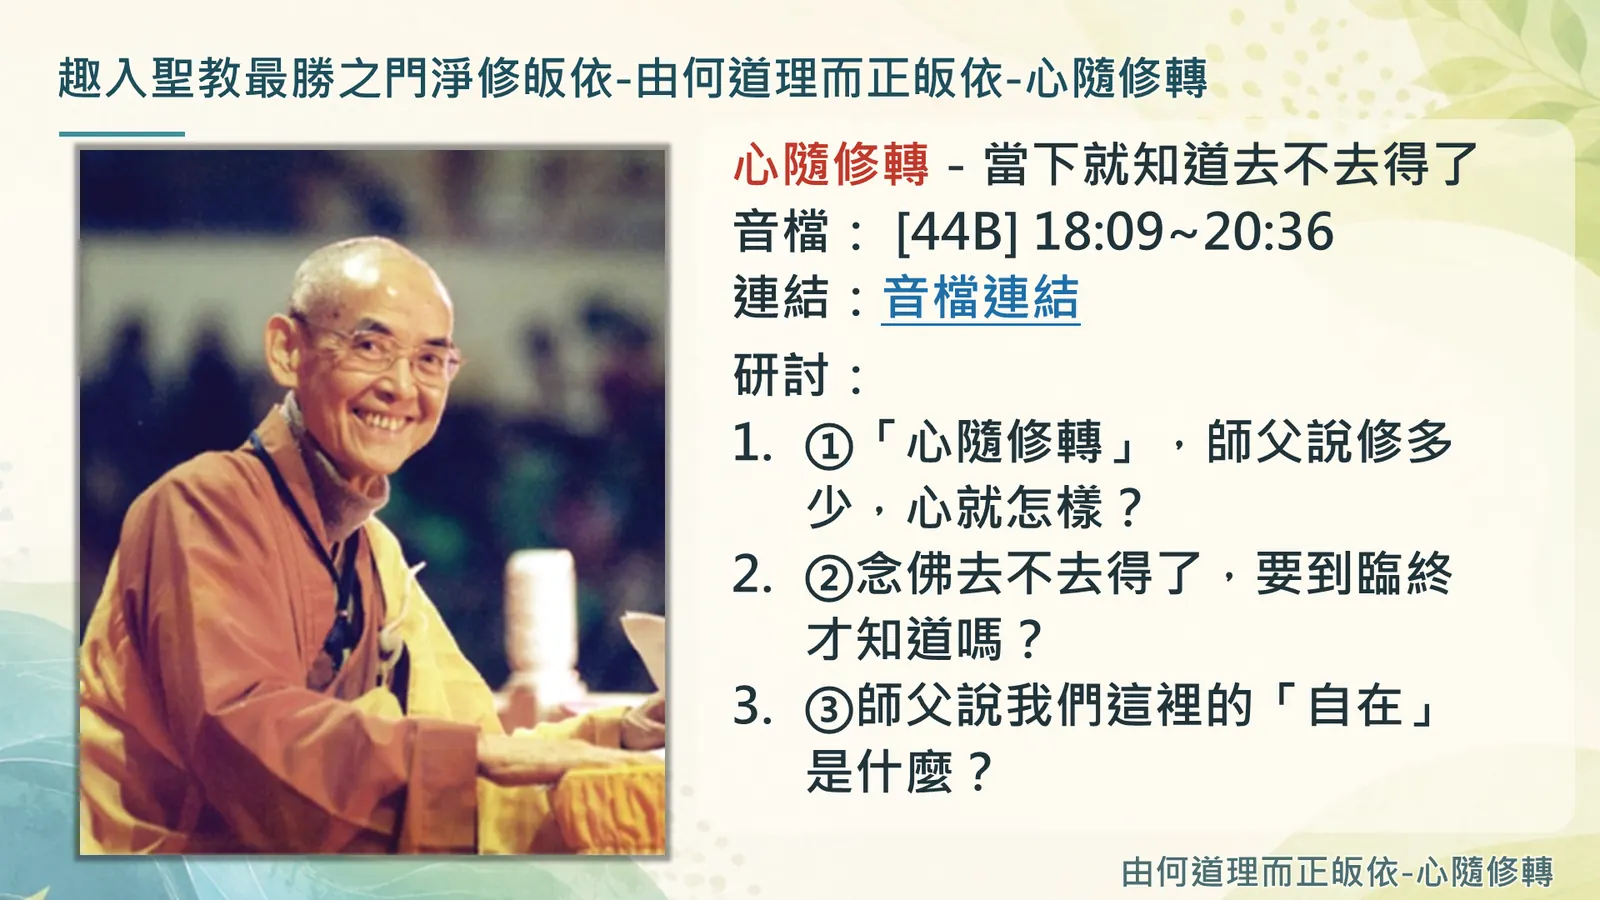 趣入聖教最勝之門淨修皈依-由何道理而正皈依-心隨修轉
心隨修轉 - 當下就知道去不去得了
音檔： [44B] 18:09~20:36
連結：音檔連結
研討：
1. ①「心隨修轉」，師父說修多
少，心就怎樣？
2. ②念佛去不去得了，要到臨終
才知道嗎？
3. ③師父說我們這裡的「自在」
是什麼？
由何道理而正皈依-心隨修轉